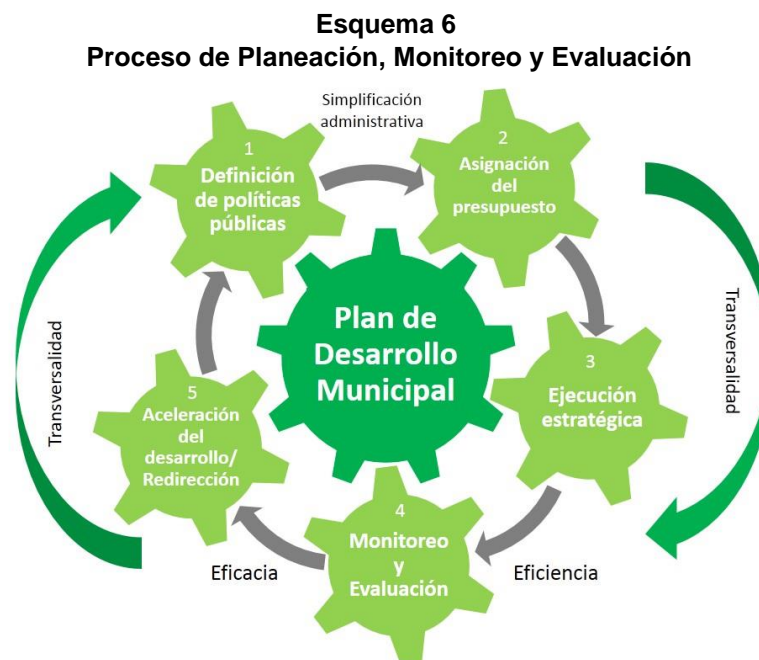 Esquema 6
Proceso de Planeación, Monitoreo y Evaluación
Simplificación
administrativa
1
Definición
de políticas
públicas
2
Asignación
del
presupuesto
Transversalidad
3
Ejecución
estratégica
Eficiencia
4
Monitoreo
y
Evaluación
Eficacia
5
Aceleración
del
desarrollo/
Redirección
Transversalidad
Plan de
Desarrollo
Municipal